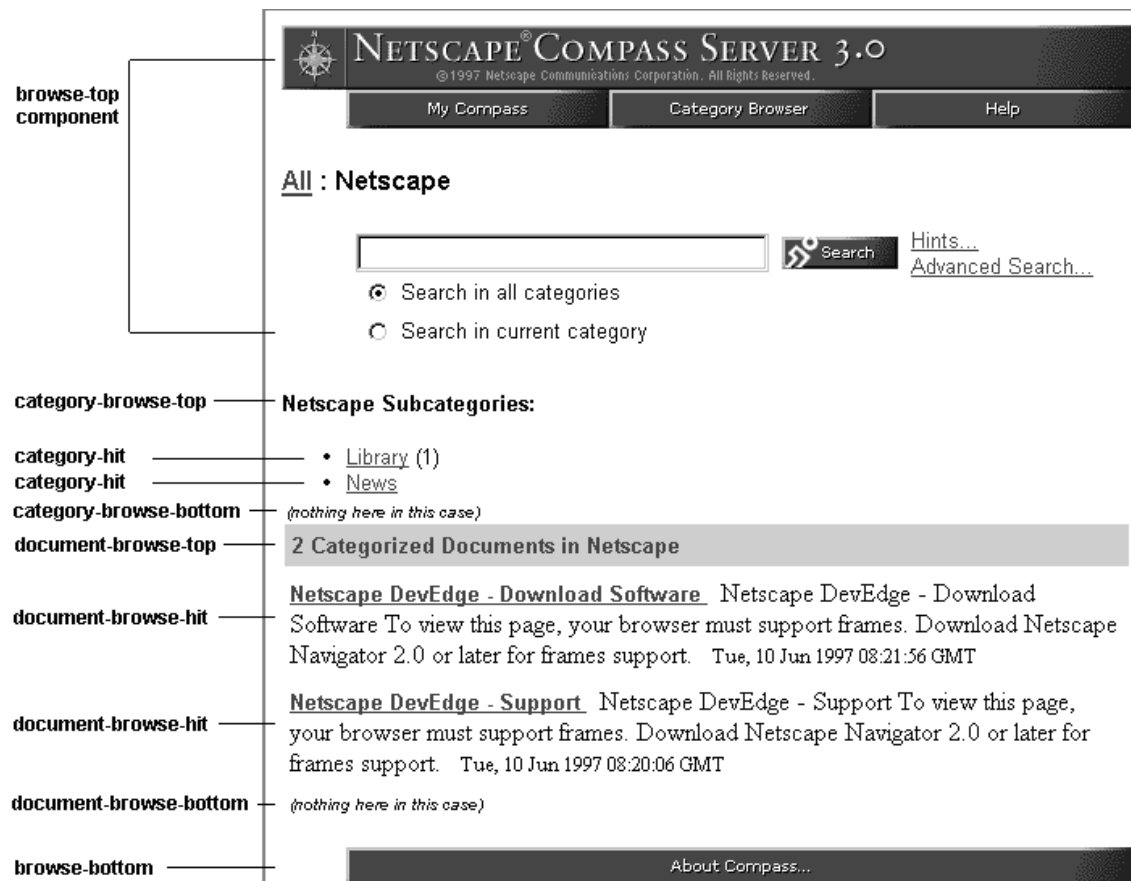 NETSCAPE® COMPASS SERVER 3.0
©1997 Netscape Communications Corporation. All Rights Reserved.
browse-top
component
My Compass Category Browser Help
All : Netscape
Search
Hints...
Advanced Search...
Search in all categories
Search in current category
category-browse-top Netscape Subcategories:
category-hit • Library (1)
category-hit • News
category-browse-bottom (nothing here in this case)
document-browse-top 2 Categorized Documents in Netscape
Netscape DevEdge - Download Software Netscape DevEdge - Download
document-browse-hit Software To view this page, your browser must support frames. Download Netscape
Navigator 2.0 or later for frames support. Tue, 10 Jun 1997 08:21:56 GMT
Netscape DevEdge - Support Netscape DevEdge - Support To view this page,
document-browse-hit your browser must support frames. Download Netscape Navigator 2.0 or later for
frames support. Tue, 10 Jun 1997 08:20:06 GMT
document-browse-bottom (nothing here in this case)
browse-bottom About Compass...